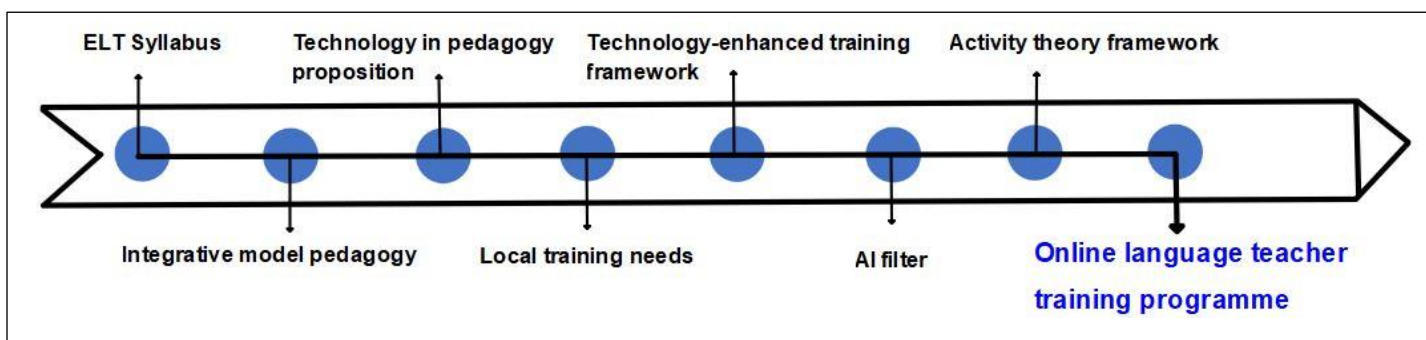 ELT Syllabus
Technology in pedagogy
proposition
Technology-enhanced training
framework
Activity theory framework
Integrative model pedagogy
Local training needs
AI filter
Online language teacher
training programme